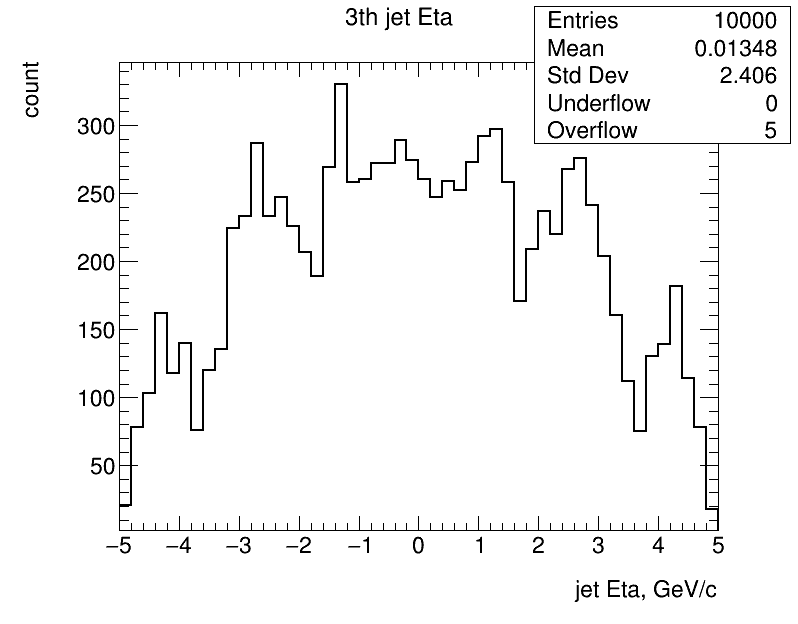 3th jet Eta
Entries 10000
Mean 0.01348
Std Dev 2.406
Underflow 0
Overflow 5
count
300
250
200
150
100
50
−5 −4 −3 −2 −1 0 1 2 3 4 5
jet Eta, GeV/c